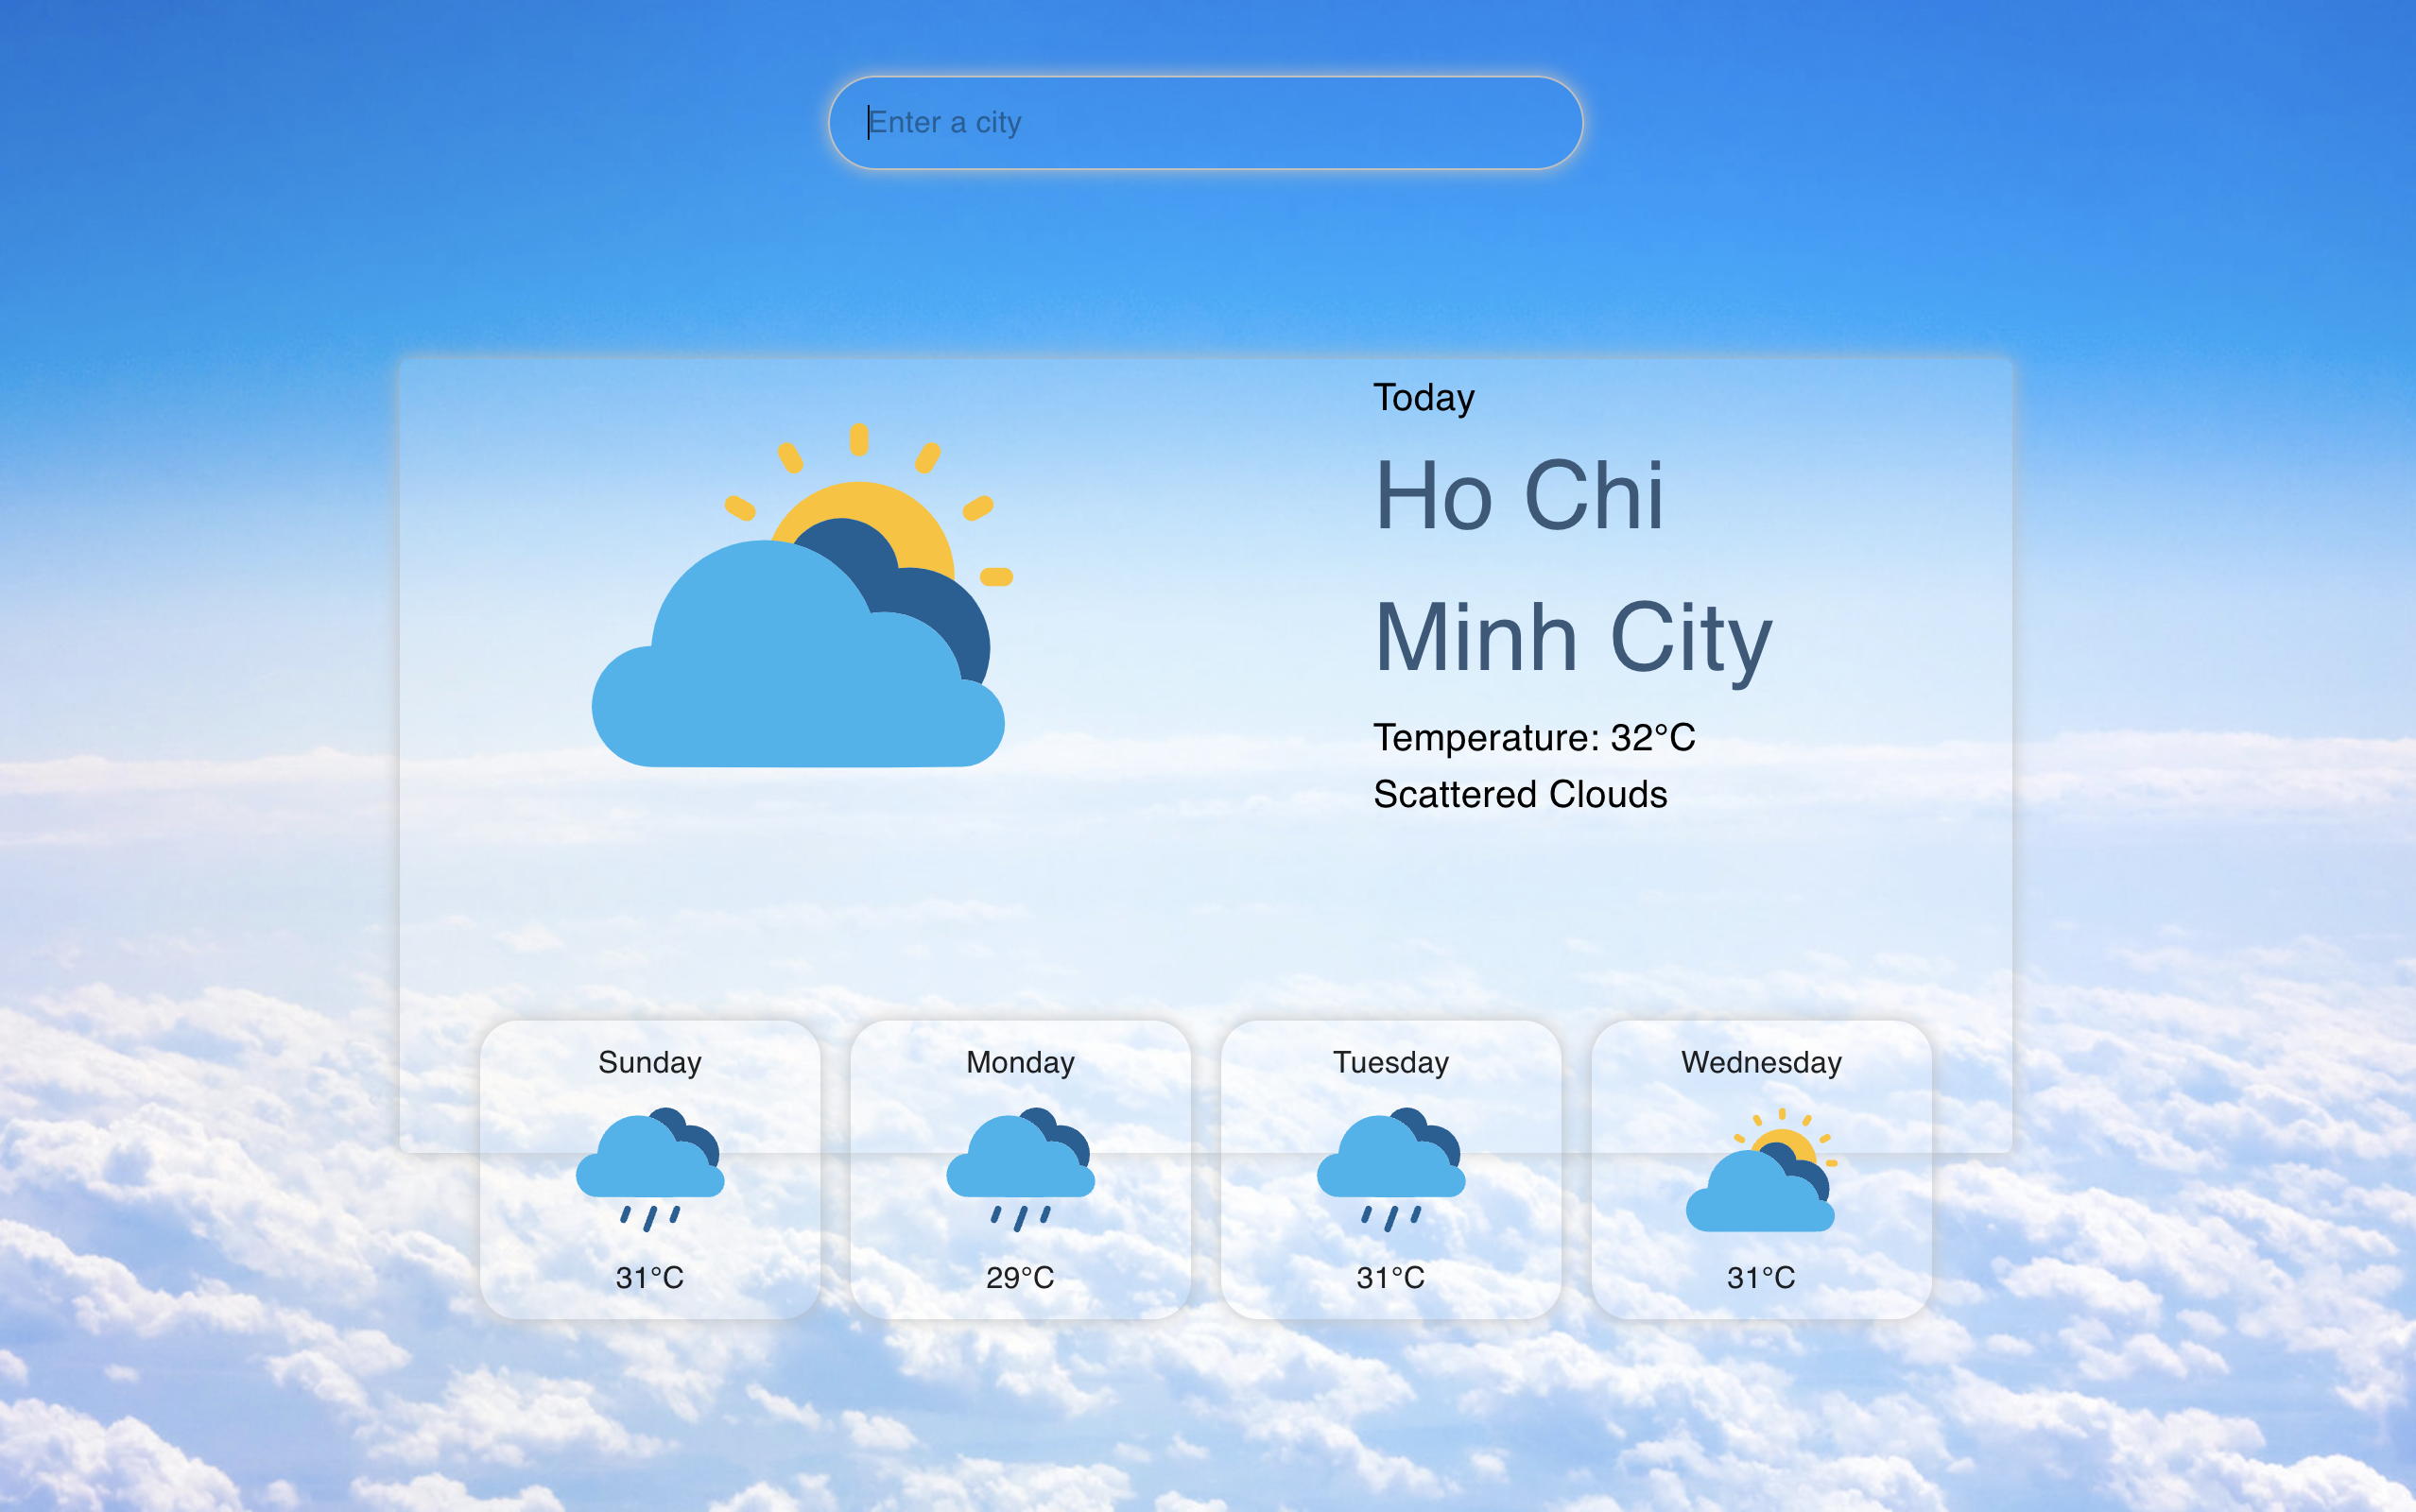 Enter a city
Today
Ho Chi
Minh City
Temperature: 32°C
Scattered Clouds
Sunday
31°C
Monday
29°C
Tuesday
31°C
Wednesday
31°C